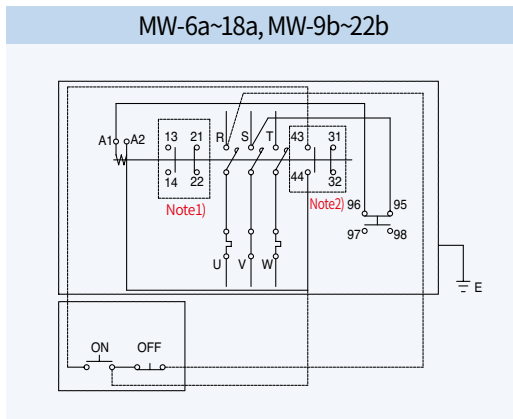 MW-6a~18a, MW-9b~22b
R S T
13 21 43 31
A1 A2
14 22 44 32
Note1) Note2)
96 95
97 98
U V W
E
ON OFF